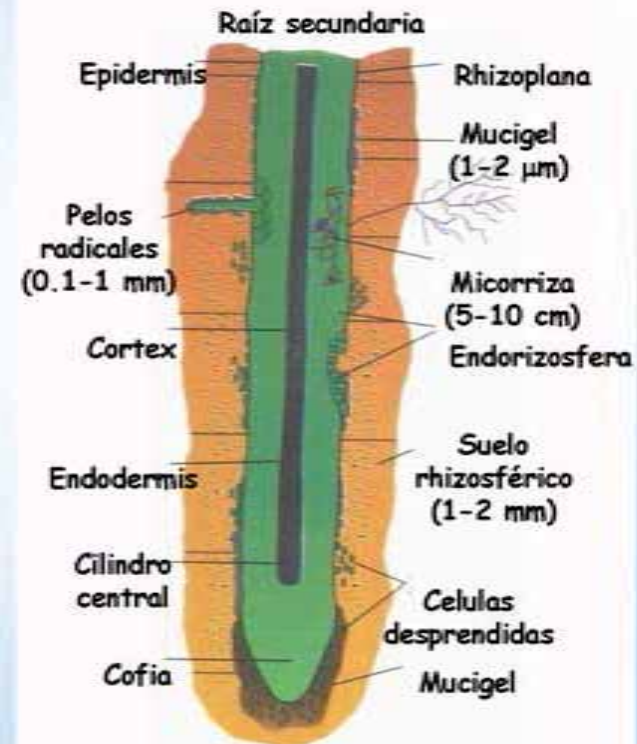 Raíz secundaria
Epidermis
Rhizoplana
Mucigel
(1-2 µm)
Pelos
radicales
(0.1-1 mm)
Micorriza
(5-10 cm)
Cortex
Endorizosfera
Suelo
rhizosférico
(1-2 mm)
Endodermis
Cilindro
central
Celulas
desprendidas
Cofia
Mucigel